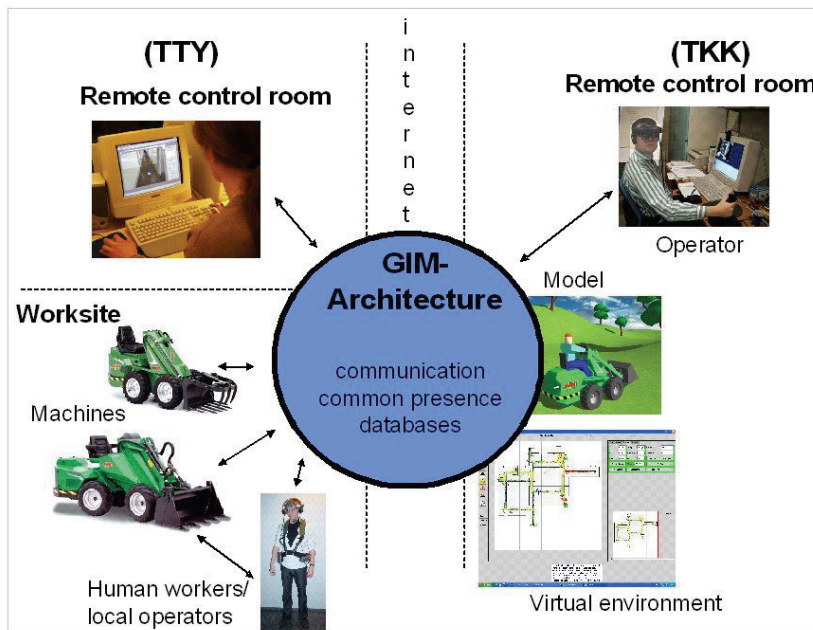 (TTY)
Remote control room
internet
(TKK)
Remote control room
Operator
GIM-
Architecture
communication
common presence
databases
Model
Worksite
Machines
Human workers/
local operators
Virtual environment